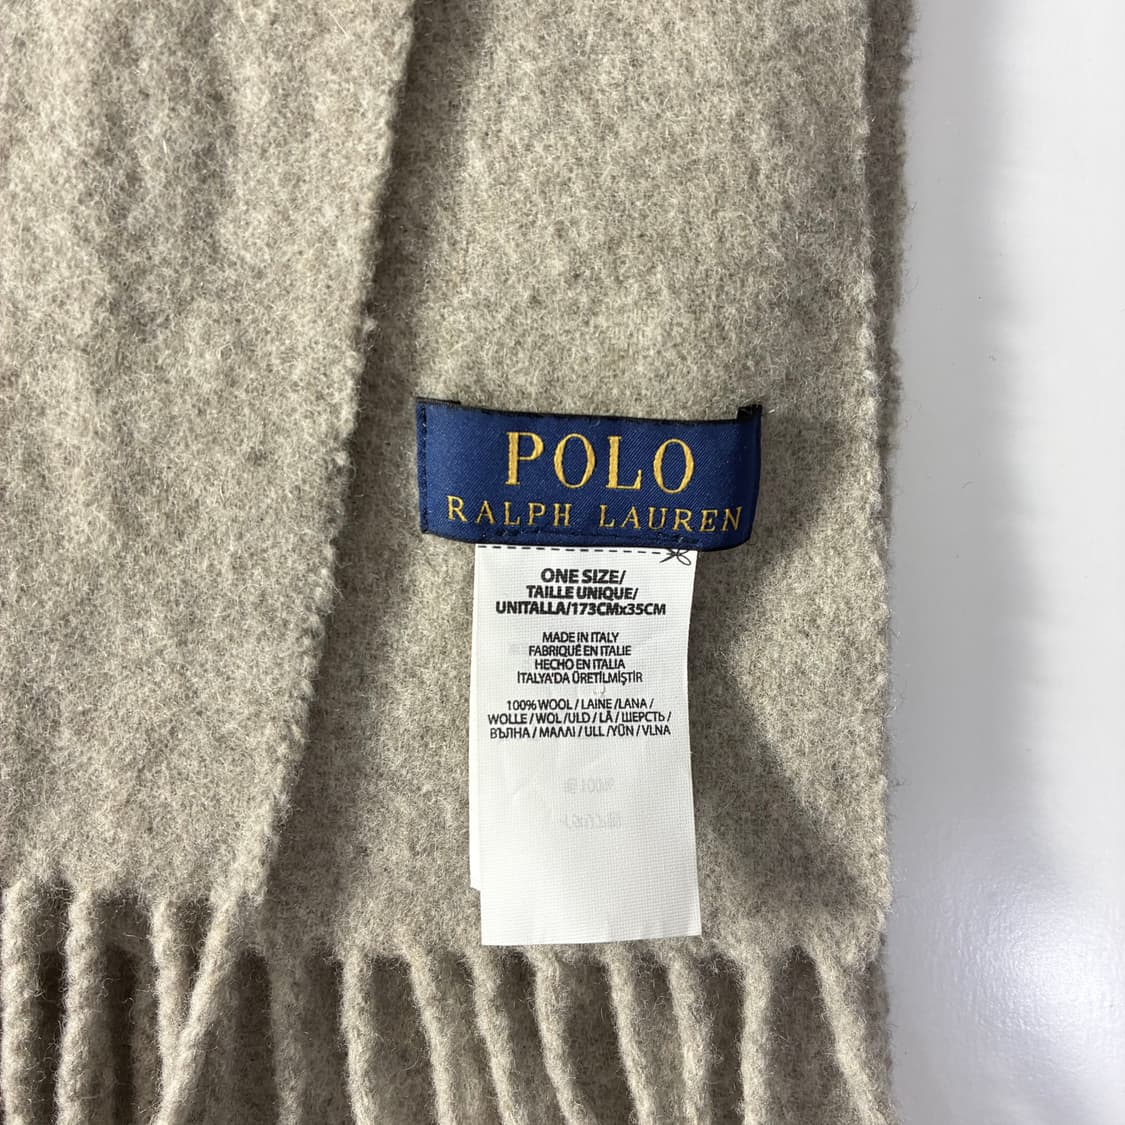 POLO
RALPH LAUREN
ONE SIZE/
TAILLE UNIQUE/
UNITALLA/173CMx35CM
MADE IN ITALY
FABRIQUÉ EN ITALIE
HECHO EN ITALIA
İTALYA'DA ÜRETİLMİŞTİR
100% WOOL / LAINE /LANA /
WOLLE / WOL /ULD / LÃ / ШЕРСТЬ /
ВЪЛНА / ΜΑΛΛΙ / ULL /YÜN / VLNA